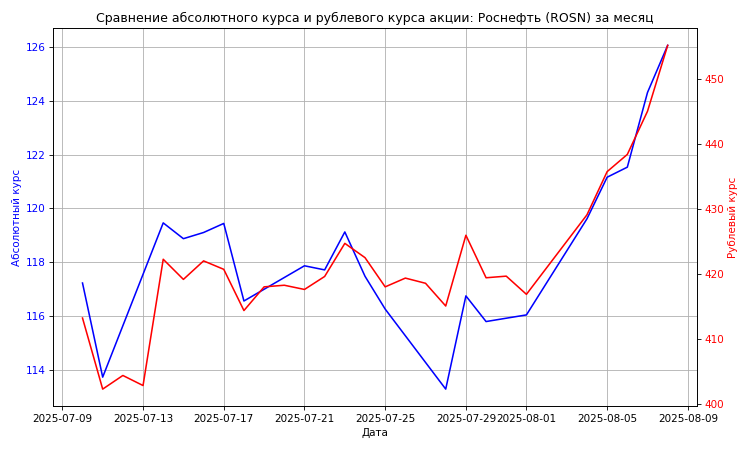 Сравнение абсолютного курса и рублевого курса акции: Роснефть (ROSN) за месяц
126
124
122
120
118
116
114
Абсолютный курс
450
440
430
420
410
400
Рублевый курс
2025-07-09 2025-07-13 2025-07-17 2025-07-21 2025-07-25 2025-07-29 2025-08-01 2025-08-05 2025-08-09
Дата